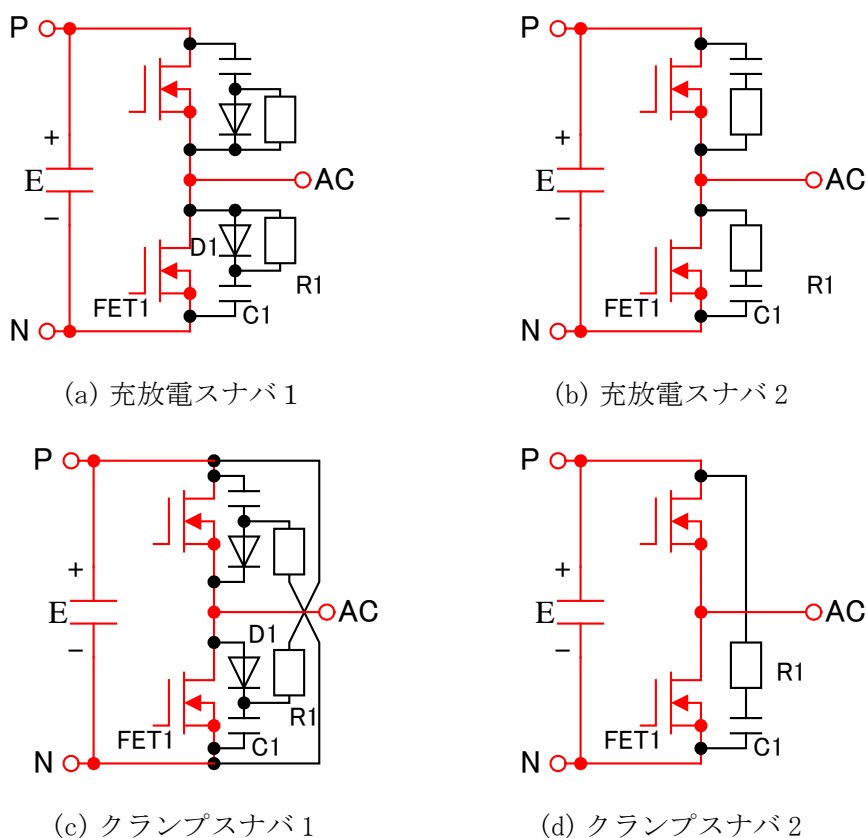 P
+
E
−
AC
D1
R1
FET1
C1
N
(a) 充放電スナバ１
P
+
E
−
AC
R1
FET1
C1
N
(b) 充放電スナバ 2
P
+
E
−
AC
D1
R1
FET1
C1
N
(c) クランプスナバ 1
P
+
E
−
AC
R1
FET1
C1
N
(d) クランプスナバ 2